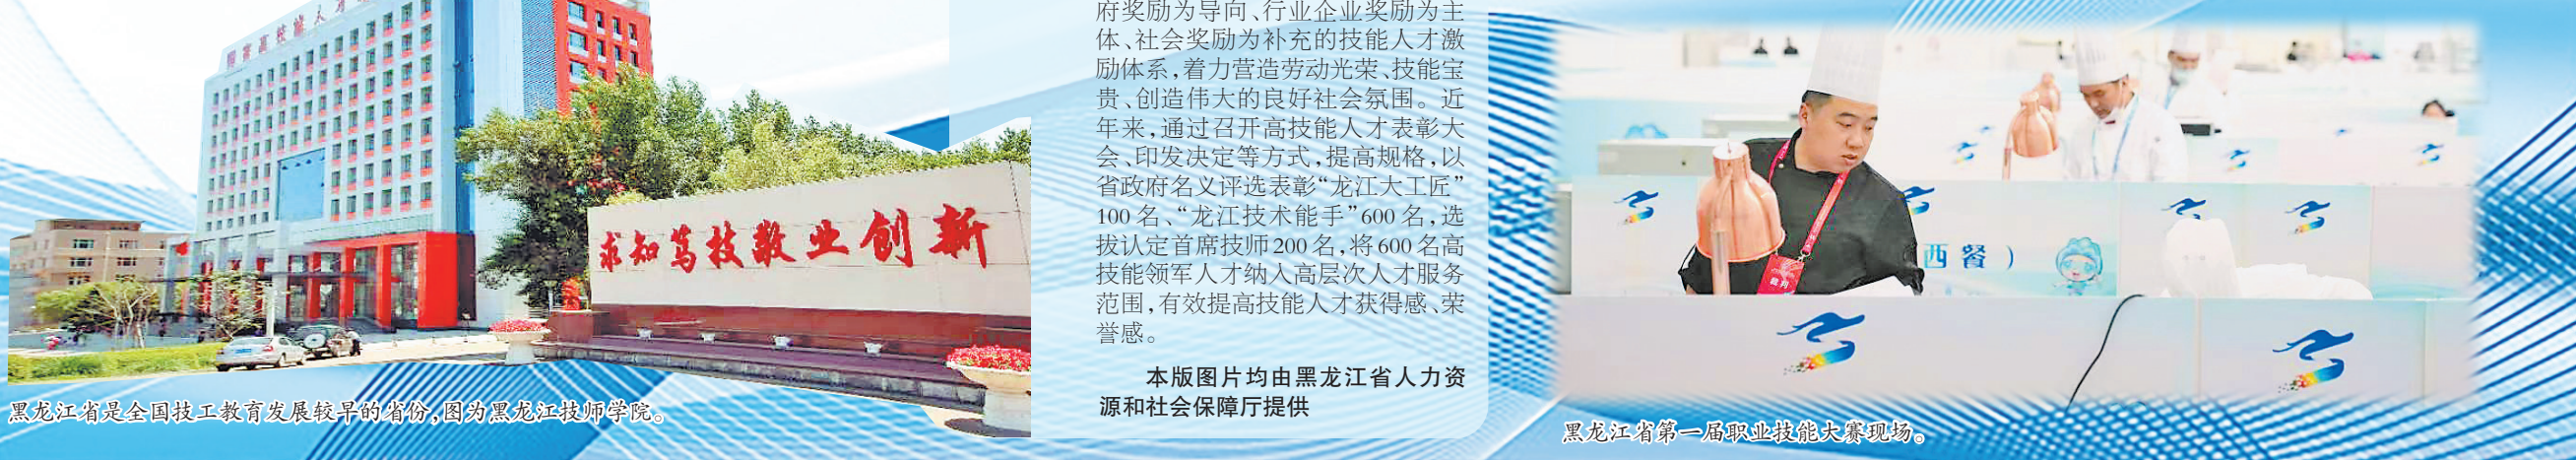 求知笃技敬业创新
黑龙江省是全国技工教育发展较早的省份，图为黑龙江技师学院。
府奖励为导向、行业企业奖励为主
体、社会奖励为补充的技能人才激
励体系，着力营造劳动光荣、技能宝
贵、创造伟大的良好社会氛围。近
年来，通过召开高技能人才表彰大
会、印发决定等方式，提高规格，以
省政府名义评选表彰“龙江大工匠”
100名、“龙江技术能手”600名，选
拔认定首席技师200名，将600名高
技能领军人才纳入高层次人才服务
范围，有效提高技能人才获得感、荣
誉感。
本版图片均由黑龙江省人力资
源和社会保障厅提供
西餐）
裁判
黑龙江省第一届职业技能大赛现场。